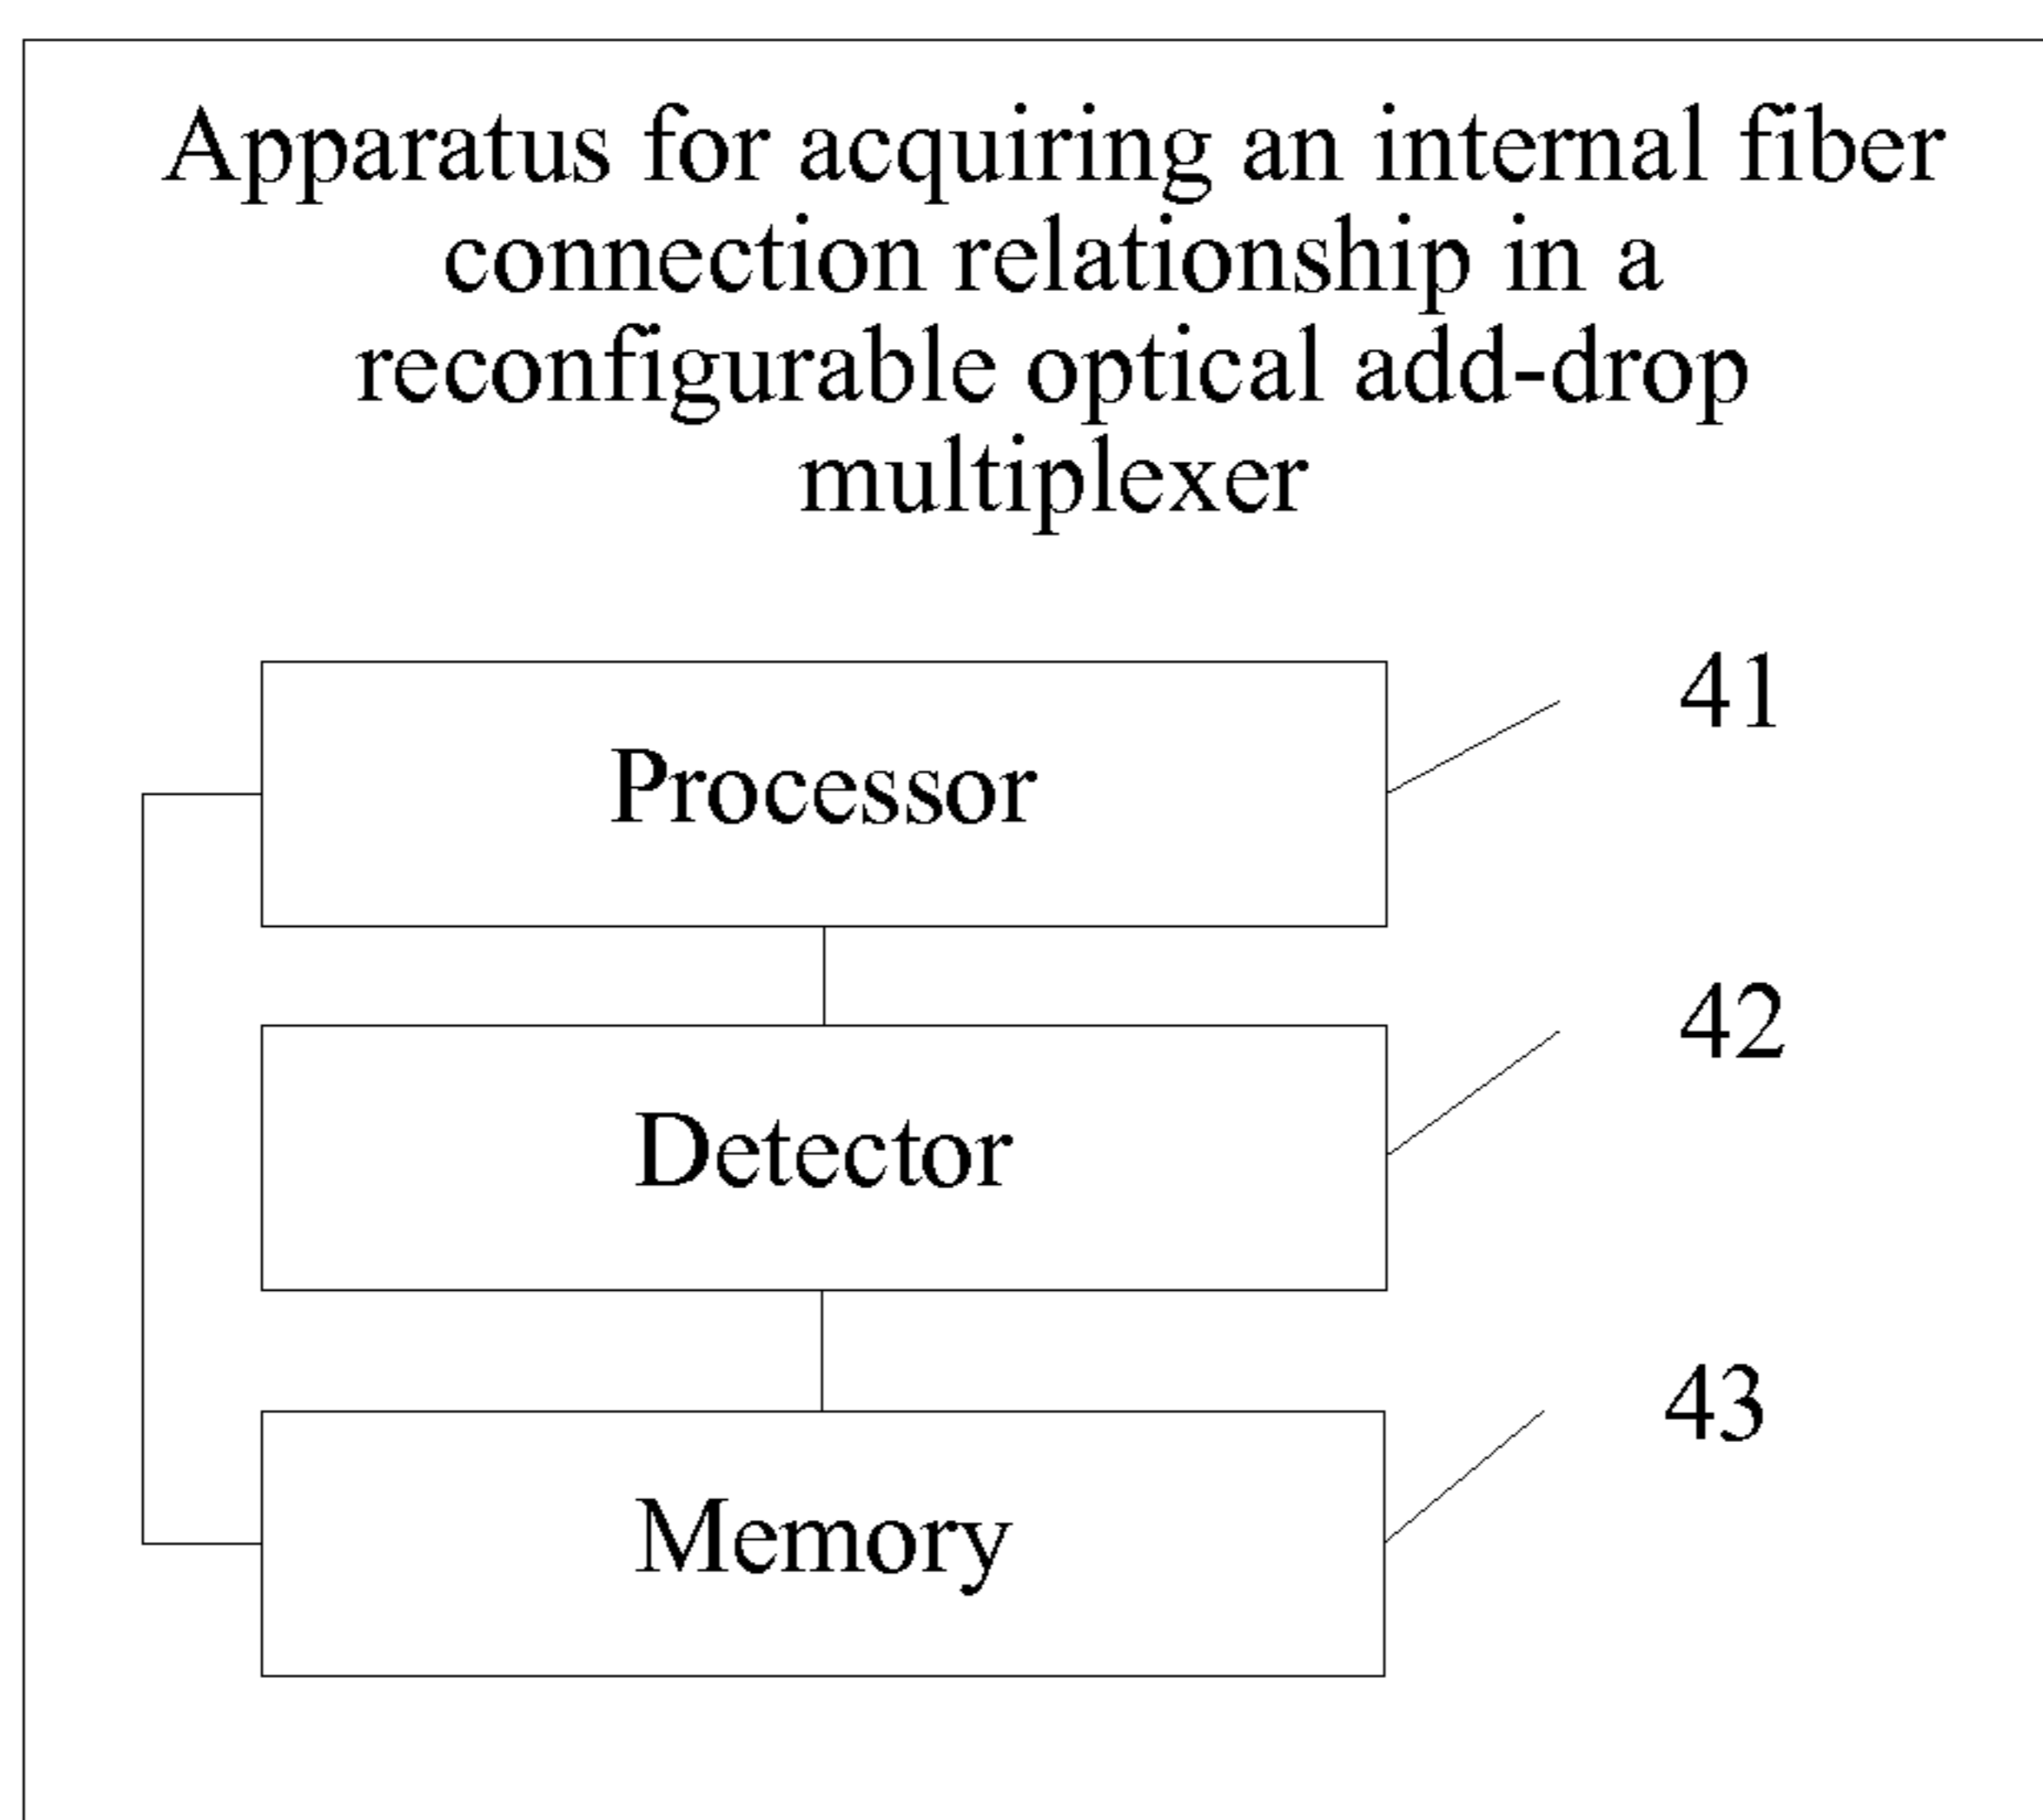 Apparatus for acquiring an internal fiber
connection relationship in a
reconfigurable optical add-drop
multiplexer
41
Processor
42
Detector
43
Memory